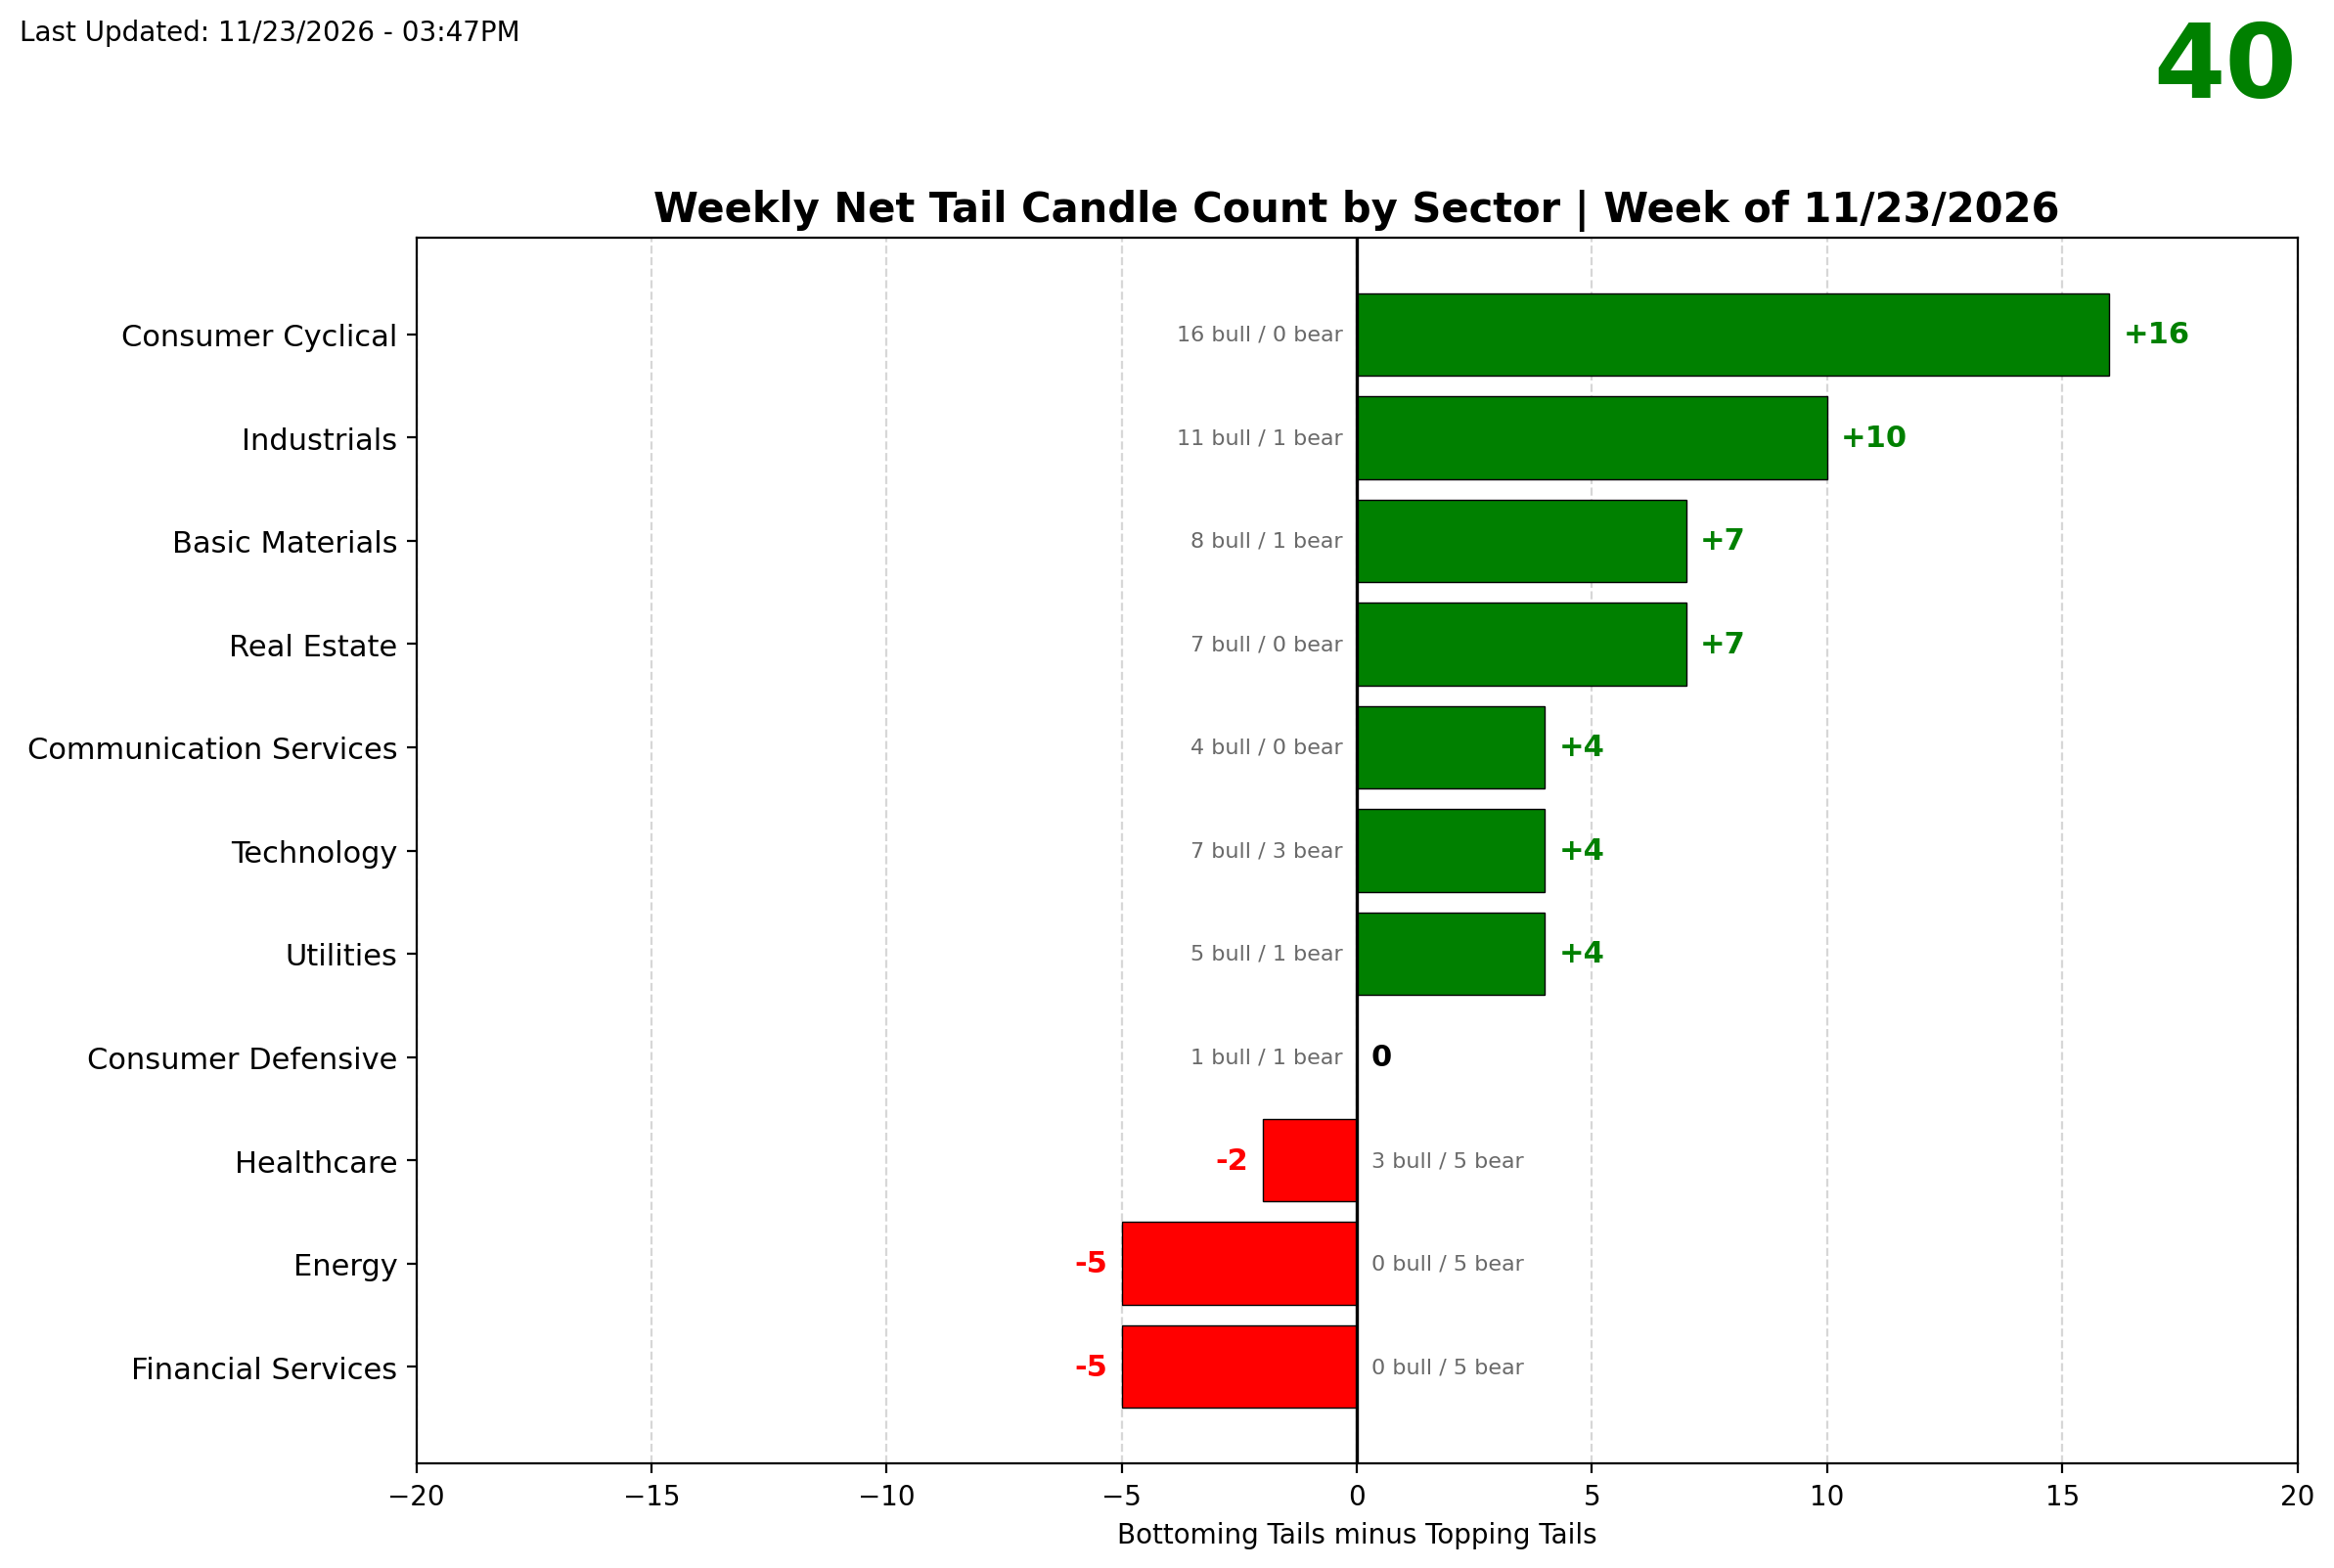 Last Updated: 11/23/2026 - 03:47PM
40
Weekly Net Tail Candle Count by Sector | Week of 11/23/2026
Consumer Cyclical 16 bull / 0 bear +16
Industrials 11 bull / 1 bear +10
Basic Materials 8 bull / 1 bear +7
Real Estate 7 bull / 0 bear +7
Communication Services 4 bull / 0 bear +4
Technology 7 bull / 3 bear +4
Utilities 5 bull / 1 bear +4
Consumer Defensive 1 bull / 1 bear 0
Healthcare -2 3 bull / 5 bear
Energy -5 0 bull / 5 bear
Financial Services -5 0 bull / 5 bear
−20 −15 −10 −5 0 5 10 15 20
Bottoming Tails minus Topping Tails